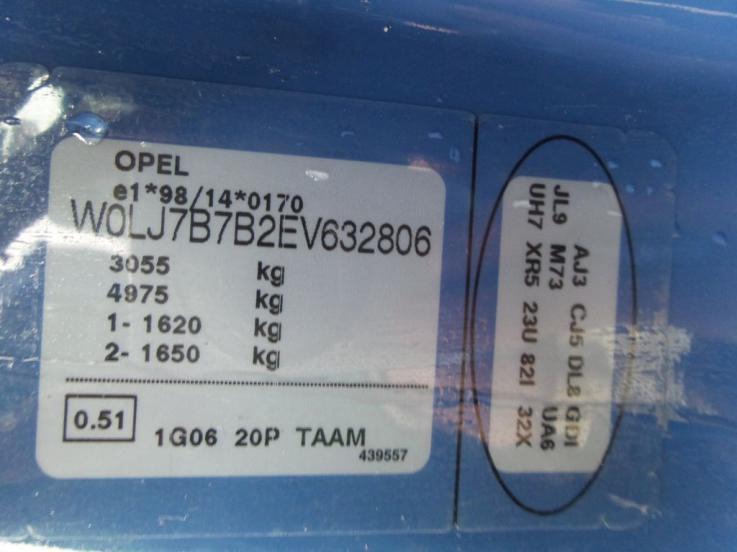 OPEL
e1*98/14*0170
W0LJ7B7B2EV632806
3055 kg
4975 kg
1- 1620 kg
2- 1650 kg
0.51 1G06 20P TAAM
439557
AJ3 CJ5 DL8 GDI
JL9 M73 UA6
UH7 XR5 23U 82I 32X